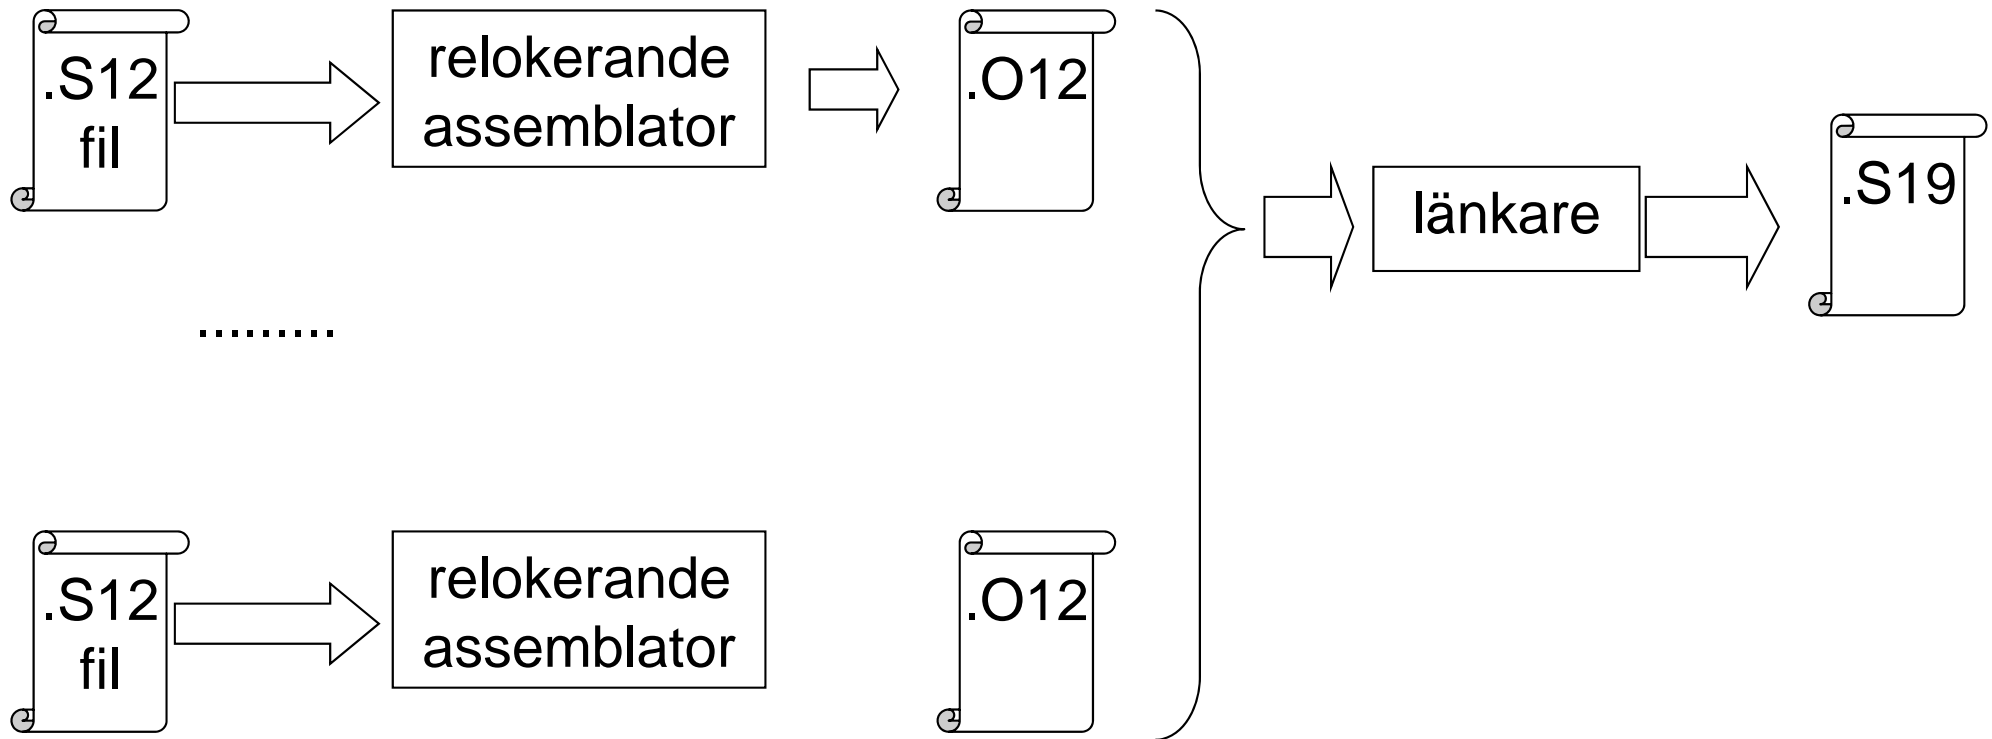 .S12
fil
relokerande
assemblator
.O12
länkare
.S19
.........
.S12
fil
relokerande
assemblator
.O12